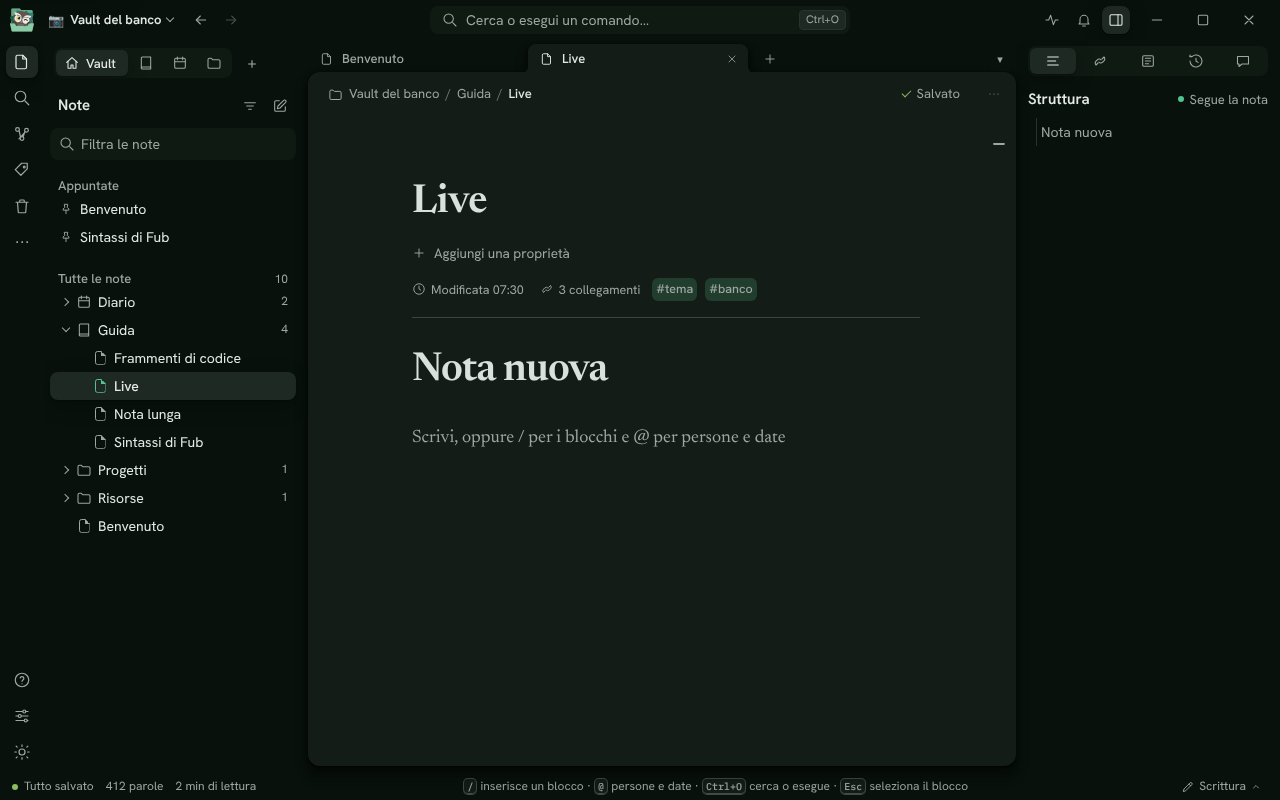 Vault del banco
Cerca o esegui un comando...
Ctrl+O
Vault
Benvenuto
Live
Note
Filtra le note
Appuntate
Benvenuto
Sintassi di Fub
Tutte le note 10
Diario 2
Guida 4
Frammenti di codice
Live
Nota lunga
Sintassi di Fub
Progetti 1
Risorse 1
Benvenuto
Vault del banco / Guida / Live
Salvato
Live
Aggiungi una proprietà
Modificata 07:30 3 collegamenti #tema #banco
Nota nuova
Scrivi, oppure / per i blocchi e @ per persone e date
Struttura
Segue la nota
Nota nuova
Tutto salvato 412 parole 2 min di lettura
/ inserisce un blocco · @ persone e date · Ctrl+O cerca o esegue · Esc seleziona il blocco
Scrittura